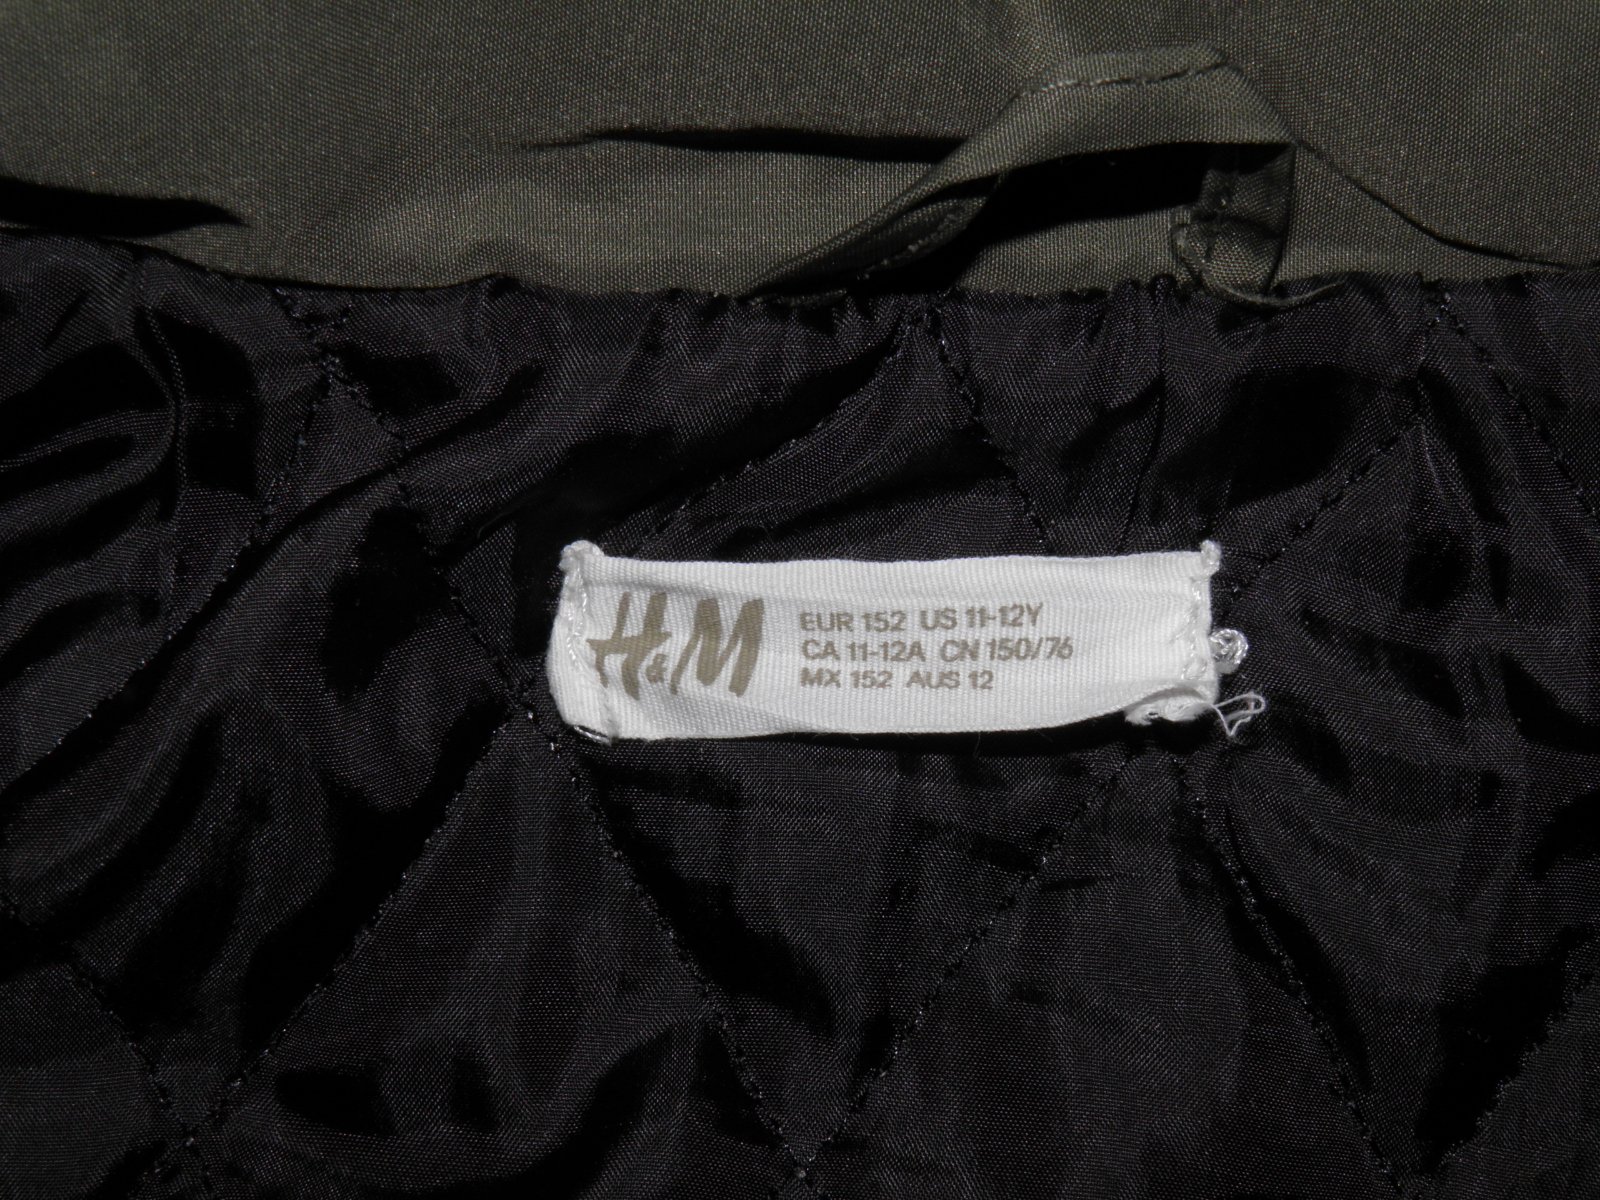 H&M
EUR 152 US 11-12Y
CA 11-12A CN 150/76
MX 152 AUS 12